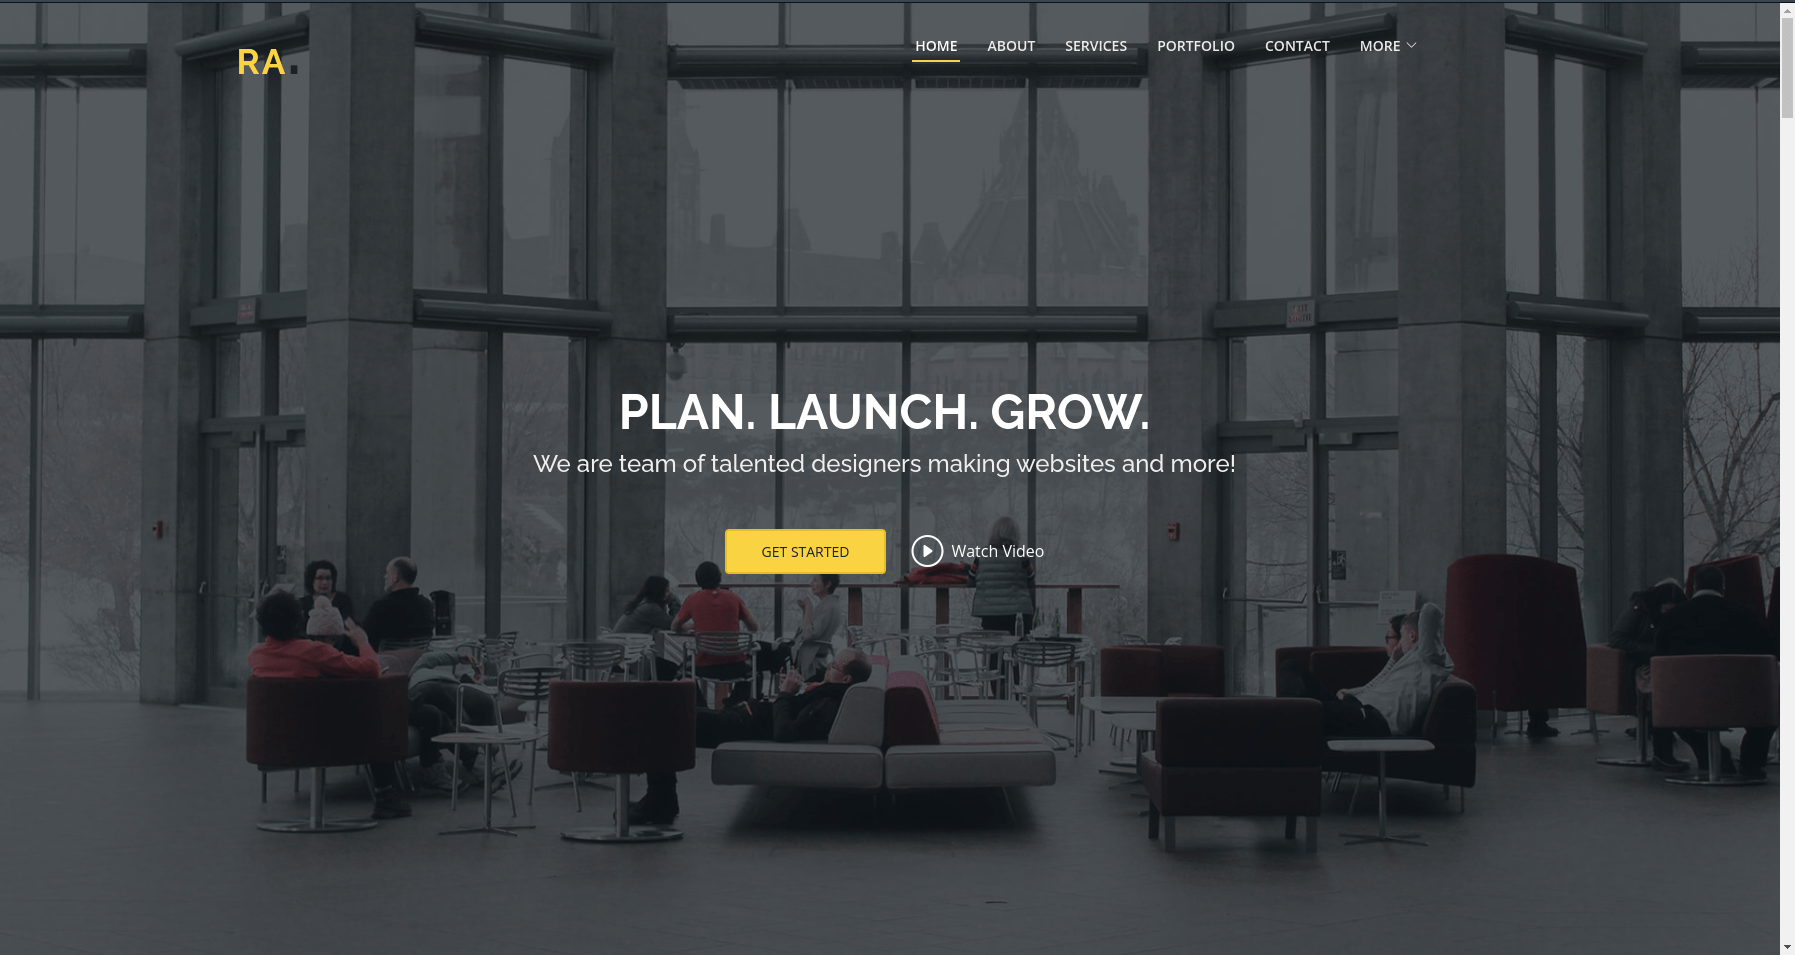 RA.
HOME ABOUT SERVICES PORTFOLIO CONTACT MORE
PLAN. LAUNCH. GROW.
We are team of talented designers making websites and more!
GET STARTED
Watch Video